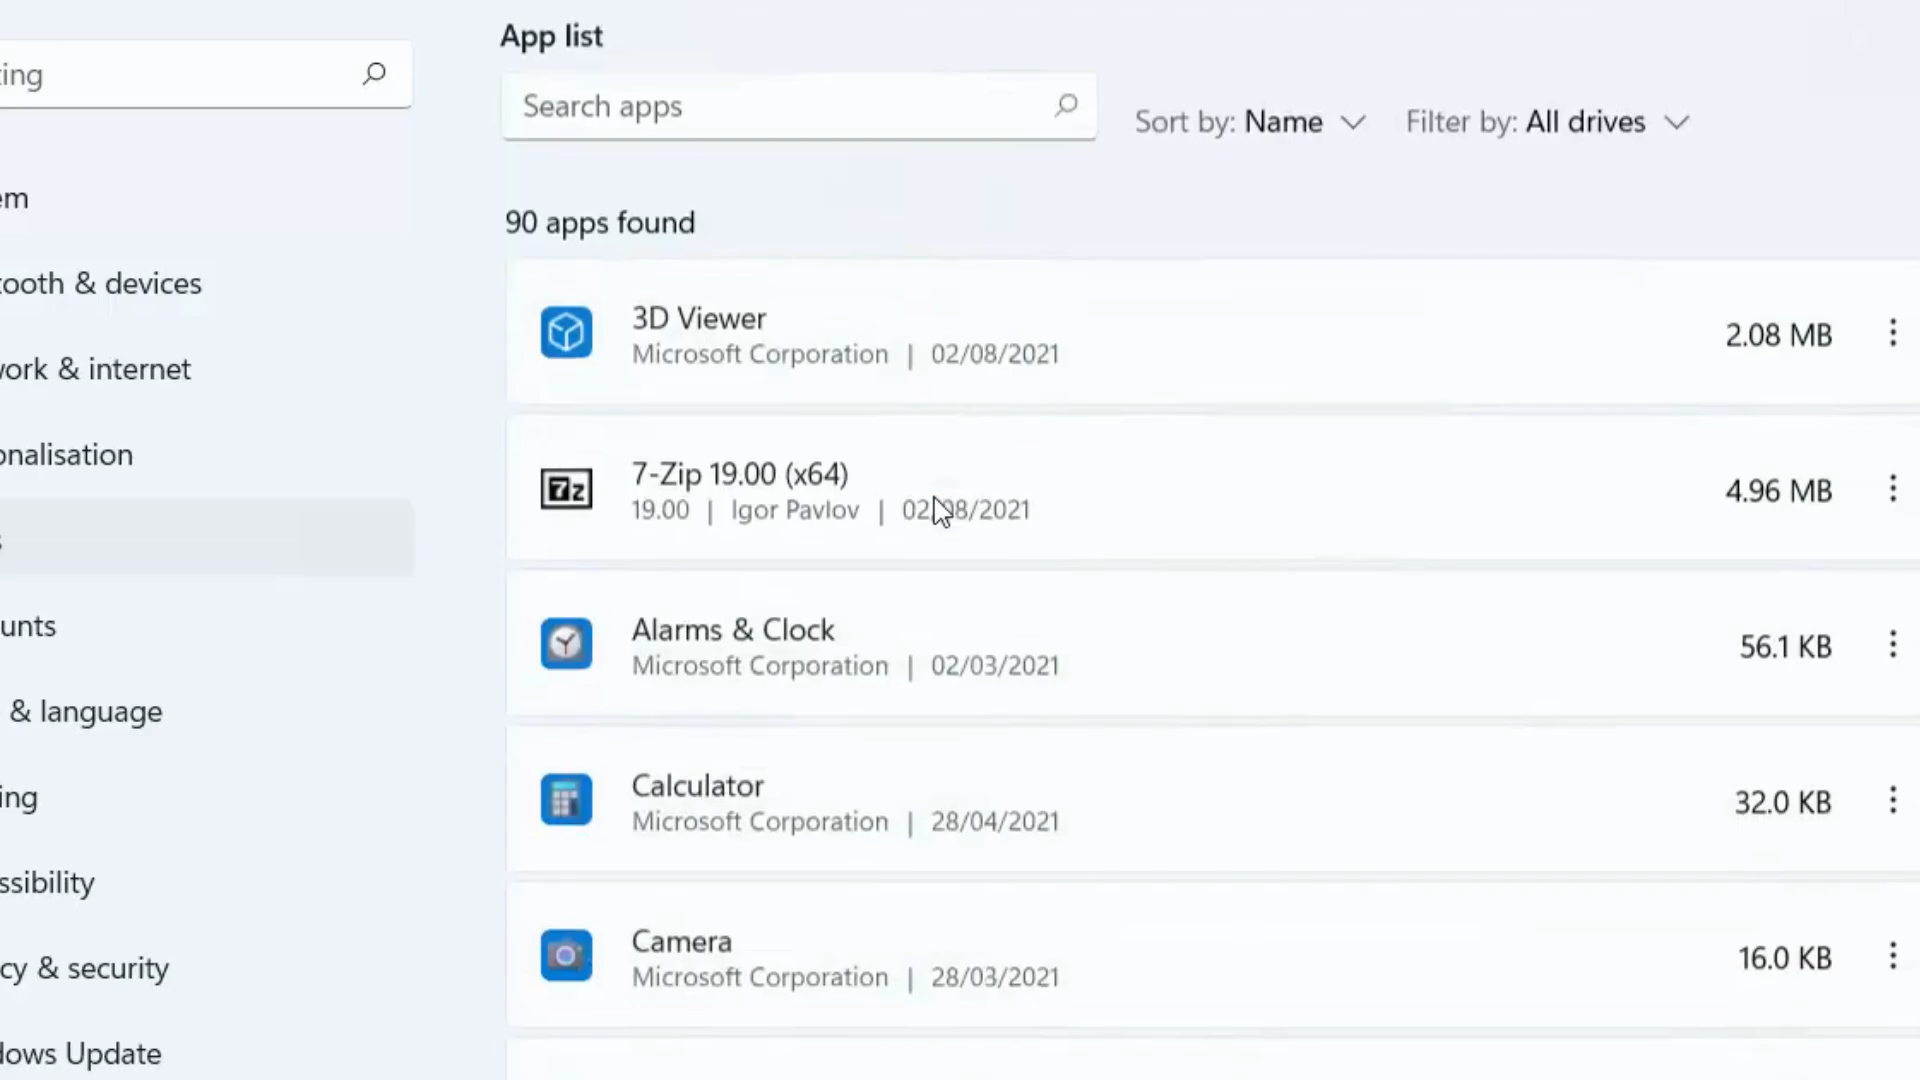 ting
em
tooth & devices
work & internet
onalisation
s
unts
& language
ing
ssibility
cy & security
dows Update
App list
Search apps
Sort by: Name Filter by: All drives
90 apps found
3D Viewer
Microsoft Corporation | 02/08/2021
2.08 MB
7-Zip 19.00 (x64)
19.00 | Igor Pavlov | 02/08/2021
4.96 MB
Alarms & Clock
Microsoft Corporation | 02/03/2021
56.1 KB
Calculator
Microsoft Corporation | 28/04/2021
32.0 KB
Camera
Microsoft Corporation | 28/03/2021
16.0 KB